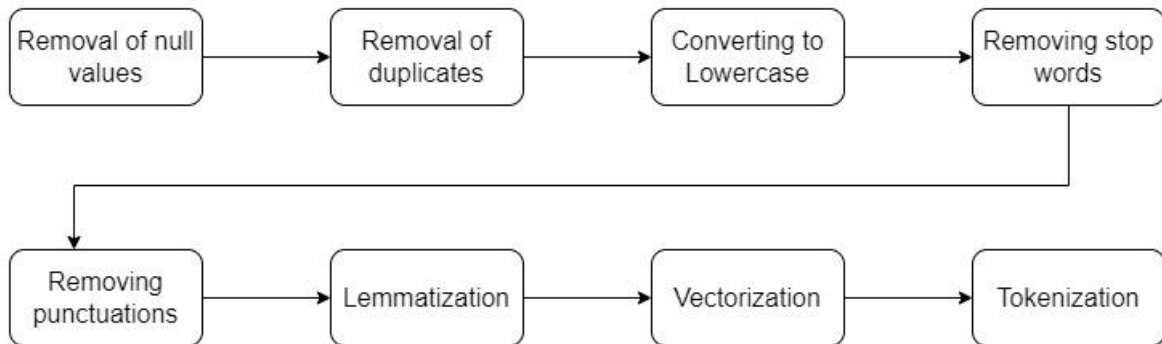 Removal of null
values
Removal of
duplicates
Converting to
Lowercase
Removing stop
words
Removing
punctuations
Lemmatization
Vectorization
Tokenization